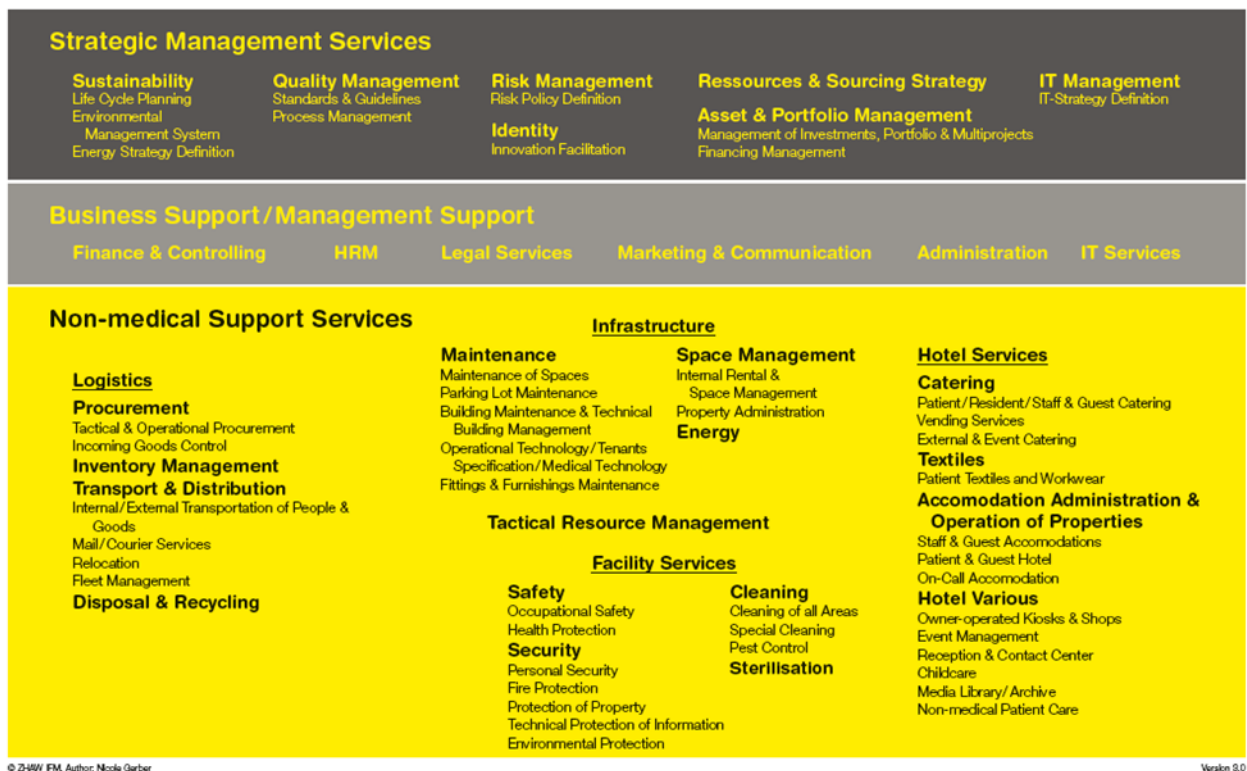 Strategic Management Services
Sustainability
Life Cycle Planning
Environmental
Management System
Energy Strategy Definition
Quality Management
Standards & Guidelines
Process Management
Risk Management
Risk Policy Definition
Identity
Innovation Facilitation
Ressources & Sourcing Strategy
Asset & Portfolio Management
Management of Investments, Portfolio & Multiprojects
Financing Management
IT Management
IT-Strategy Definition
Business Support/Management Support
Finance & Controlling
HRM
Legal Services
Marketing & Communication
Administration
IT Services
Non-medical Support Services
Logistics
Procurement
Tactical & Operational Procurement
Incoming Goods Control
Inventory Management
Transport & Distribution
Internal/External Transportation of People &
Goods
Mail/Courier Services
Relocation
Fleet Management
Disposal & Recycling
Infrastructure
Maintenance
Maintenance of Spaces
Parking Lot Maintenance
Building Maintenance & Technical
Building Management
Operational Technology/Tenants
Specification/Medical Technology
Fittings & Furnishings Maintenance
Space Management
Internal Rental &
Space Management
Property Administration
Energy
Tactical Resource Management
Facility Services
Safety
Occupational Safety
Health Protection
Security
Personal Security
Fire Protection
Protection of Property
Technical Protection of Information
Environmental Protection
Cleaning
Cleaning of all Areas
Special Cleaning
Pest Control
Sterilisation
Hotel Services
Catering
Patient/Resident/Staff & Guest Catering
Vending Services
External & Event Catering
Textiles
Patient Textiles and Workwear
Accomodation Administration &
Operation of Properties
Staff & Guest Accomodations
Patient & Guest Hotel
On-Call Accomodation
Hotel Various
Owner-operated Kiosks & Shops
Event Management
Reception & Contact Center
Childcare
Media Library/Archive
Non-medical Patient Care
© ZHAW IFM, Author: Nicole Gerber
Version 3.0